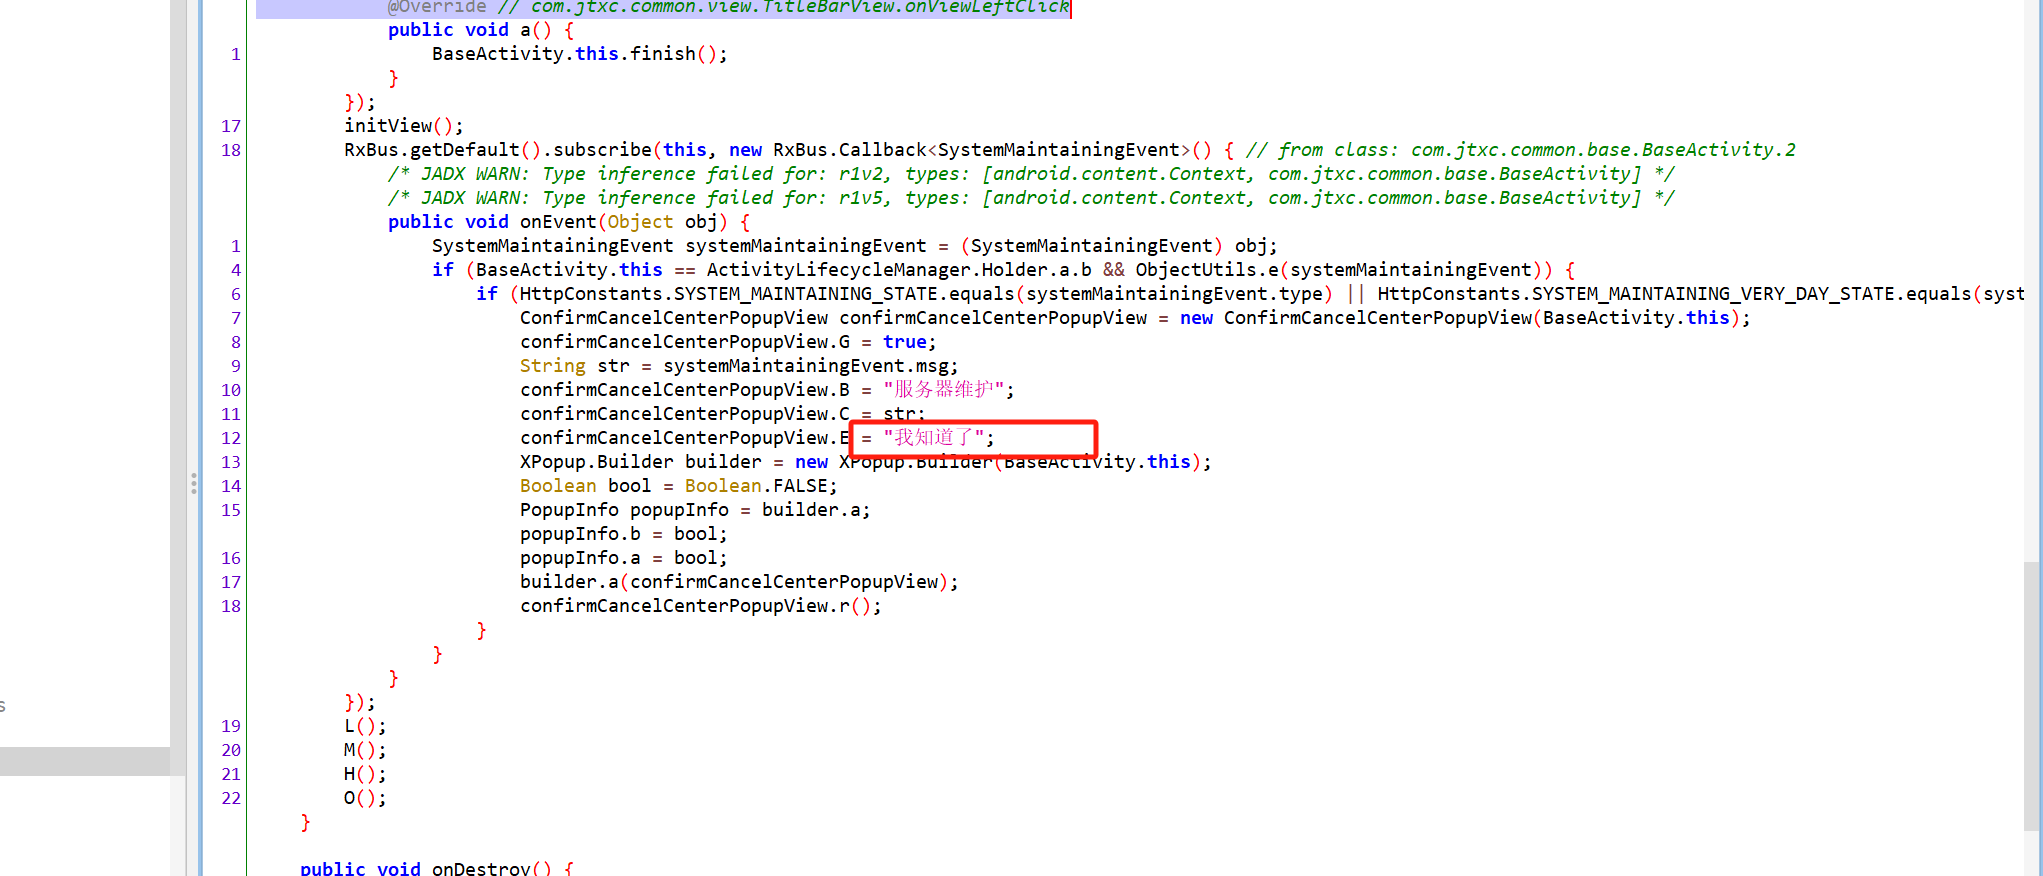 @Override // com.jtxc.common.view.TitleBarView.onViewLeftClick
public void a() {
1 BaseActivity.this.finish();
}
});
17 initView();
18 RxBus.getDefault().subscribe(this, new RxBus.Callback<SystemMaintainingEvent>() { // from class: com.jtxc.common.base.BaseActivity.2
/* JADX WARN: Type inference failed for: r1v2, types: [android.content.Context, com.jtxc.common.base.BaseActivity] */
/* JADX WARN: Type inference failed for: r1v5, types: [android.content.Context, com.jtxc.common.base.BaseActivity] */
public void onEvent(Object obj) {
1 SystemMaintainingEvent systemMaintainingEvent = (SystemMaintainingEvent) obj;
4 if (BaseActivity.this == ActivityLifecycleManager.Holder.a.b && ObjectUtils.e(systemMaintainingEvent)) {
6 if (HttpConstants.SYSTEM_MAINTAINING_STATE.equals(systemMaintainingEvent.type) || HttpConstants.SYSTEM_MAINTAINING_VERY_DAY_STATE.equals(syst
7 ConfirmCancelCenterPopupView confirmCancelCenterPopupView = new ConfirmCancelCenterPopupView(BaseActivity.this);
8 confirmCancelCenterPopupView.G = true;
9 String str = systemMaintainingEvent.msg;
10 confirmCancelCenterPopupView.B = "服务器维护";
11 confirmCancelCenterPopupView.C = str;
12 confirmCancelCenterPopupView.E = "我知道了";
13 XPopup.Builder builder = new XPopup.Builder(BaseActivity.this);
14 Boolean bool = Boolean.FALSE;
15 PopupInfo popupInfo = builder.a;
popupInfo.b = bool;
16 popupInfo.a = bool;
17 builder.a(confirmCancelCenterPopupView);
18 confirmCancelCenterPopupView.r();
}
}
}
s });
19 L();
20 M();
21 H();
22 O();
}
public void onDestroy() {